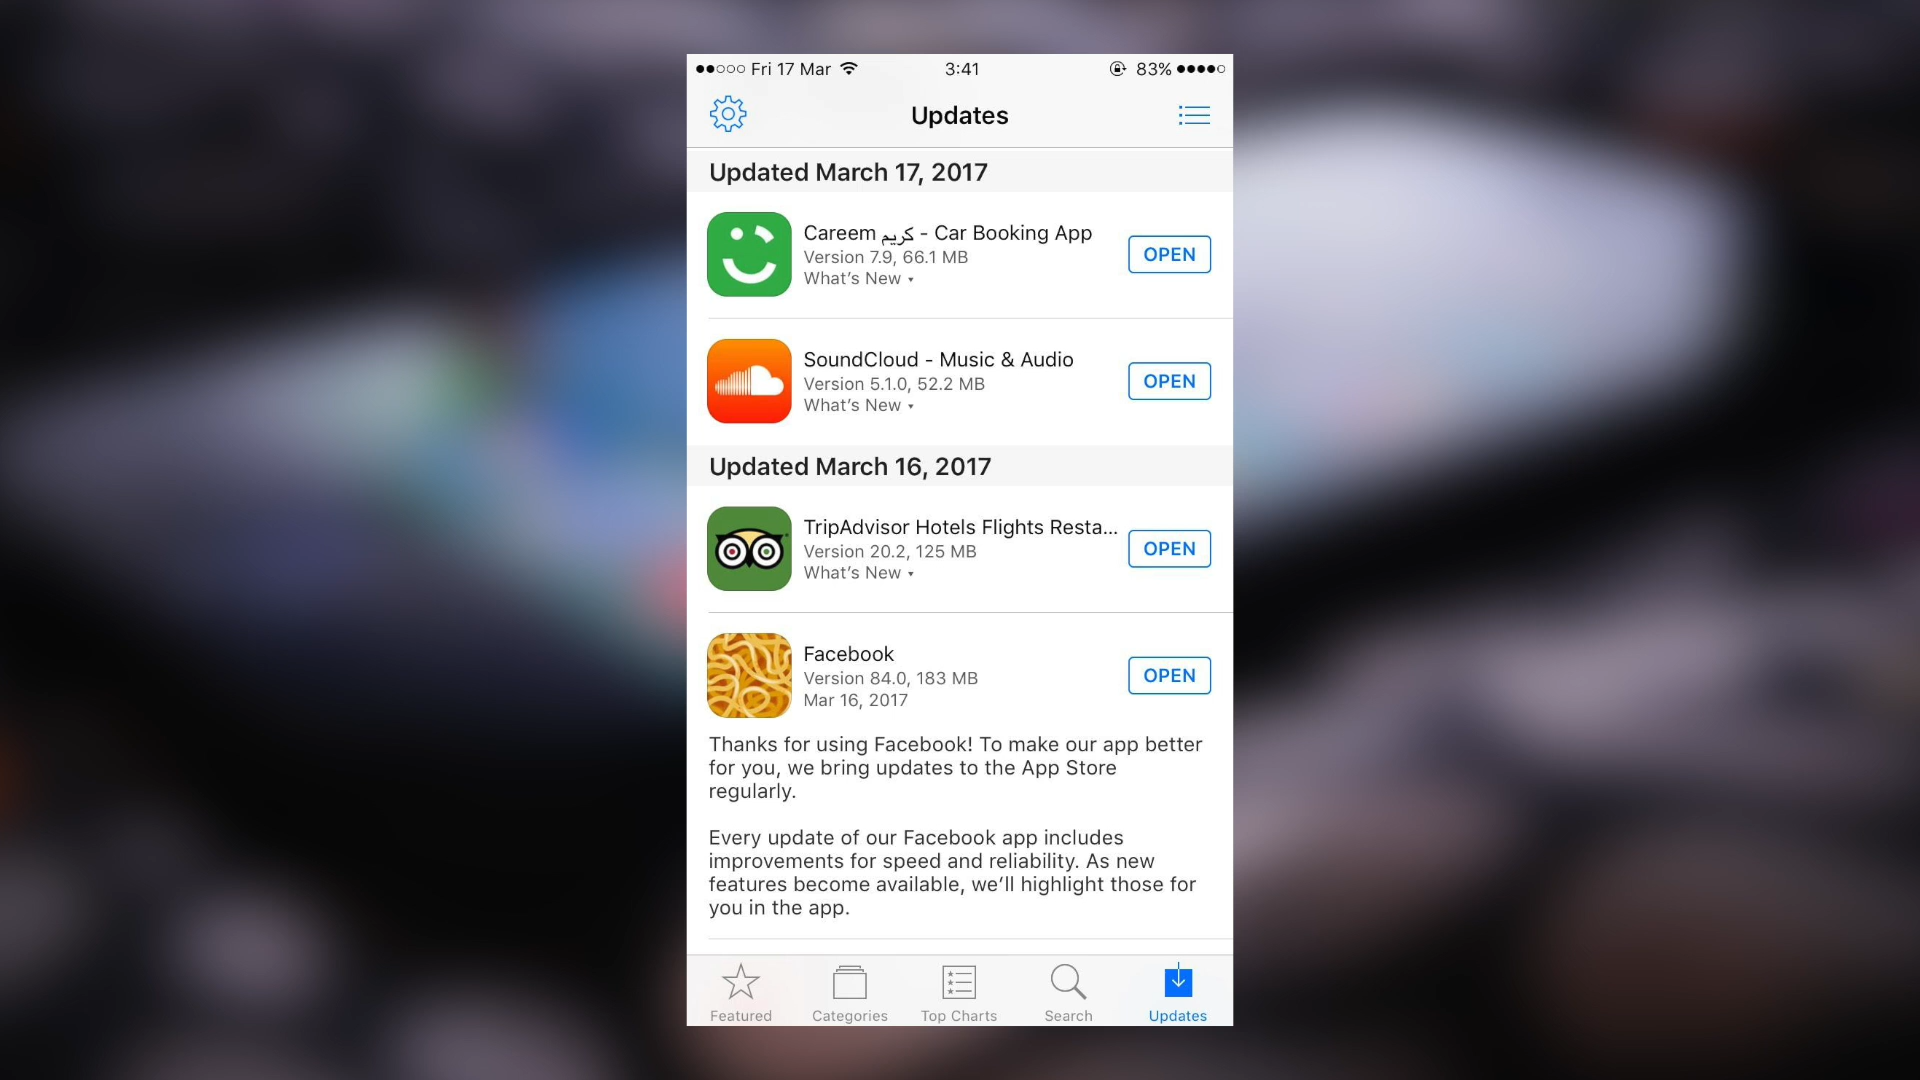 Fri 17 Mar 3:41 83%
Updates
Updated March 17, 2017
Careem كريم - Car Booking App
Version 7.9, 66.1 MB
What's New
OPEN
SoundCloud - Music & Audio
Version 5.1.0, 52.2 MB
What's New
OPEN
Updated March 16, 2017
TripAdvisor Hotels Flights Resta...
Version 20.2, 125 MB
What's New
OPEN
Facebook
Version 84.0, 183 MB
Mar 16, 2017
OPEN
Thanks for using Facebook! To make our app better
for you, we bring updates to the App Store
regularly.
Every update of our Facebook app includes
improvements for speed and reliability. As new
features become available, we'll highlight those for
you in the app.
Featured Categories Top Charts Search Updates